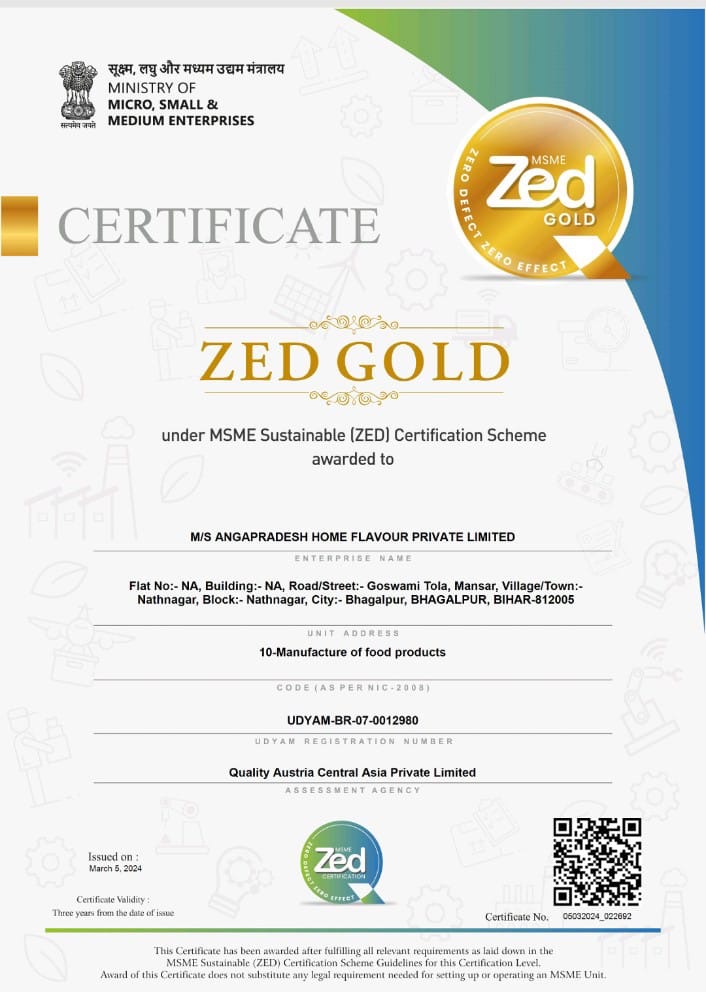 सूक्ष्म, लघु और मध्यम उद्यम मंत्रालय
MINISTRY OF
MICRO, SMALL &
MEDIUM ENTERPRISES
सत्यमेव जयते
MSME
Zed
GOLD
ZERO DEFECT ZERO EFFECT
CERTIFICATE
ZED GOLD
under MSME Sustainable (ZED) Certification Scheme
awarded to
M/S ANGAPRADESH HOME FLAVOUR PRIVATE LIMITED
ENTERPRISE NAME
Flat No:- NA, Building:- NA, Road/Street:- Goswami Tola, Mansar, Village/Town:-
Nathnagar, Block:- Nathnagar, City:- Bhagalpur, BHAGALPUR, BIHAR-812005
UNIT ADDRESS
10-Manufacture of food products
CODE (AS PER NIC-2008)
UDYAM-BR-07-0012980
UDYAM REGISTRATION NUMBER
Quality Austria Central Asia Private Limited
ASSESSMENT AGENCY
Issued on :
March 5, 2024
Certificate Validity :
Three years from the date of issue
MSME
Zed
CERTIFICATION
ZERO DEFECT ZERO EFFECT
Certificate No. 05032024_022692
This Certificate has been awarded after fulfilling all relevant requirements as laid down in the
MSME Sustainable (ZED) Certification Scheme Guidelines for this Certification Level.
Award of this Certificate does not substitute any legal requirement needed for setting up or operating an MSME Unit.